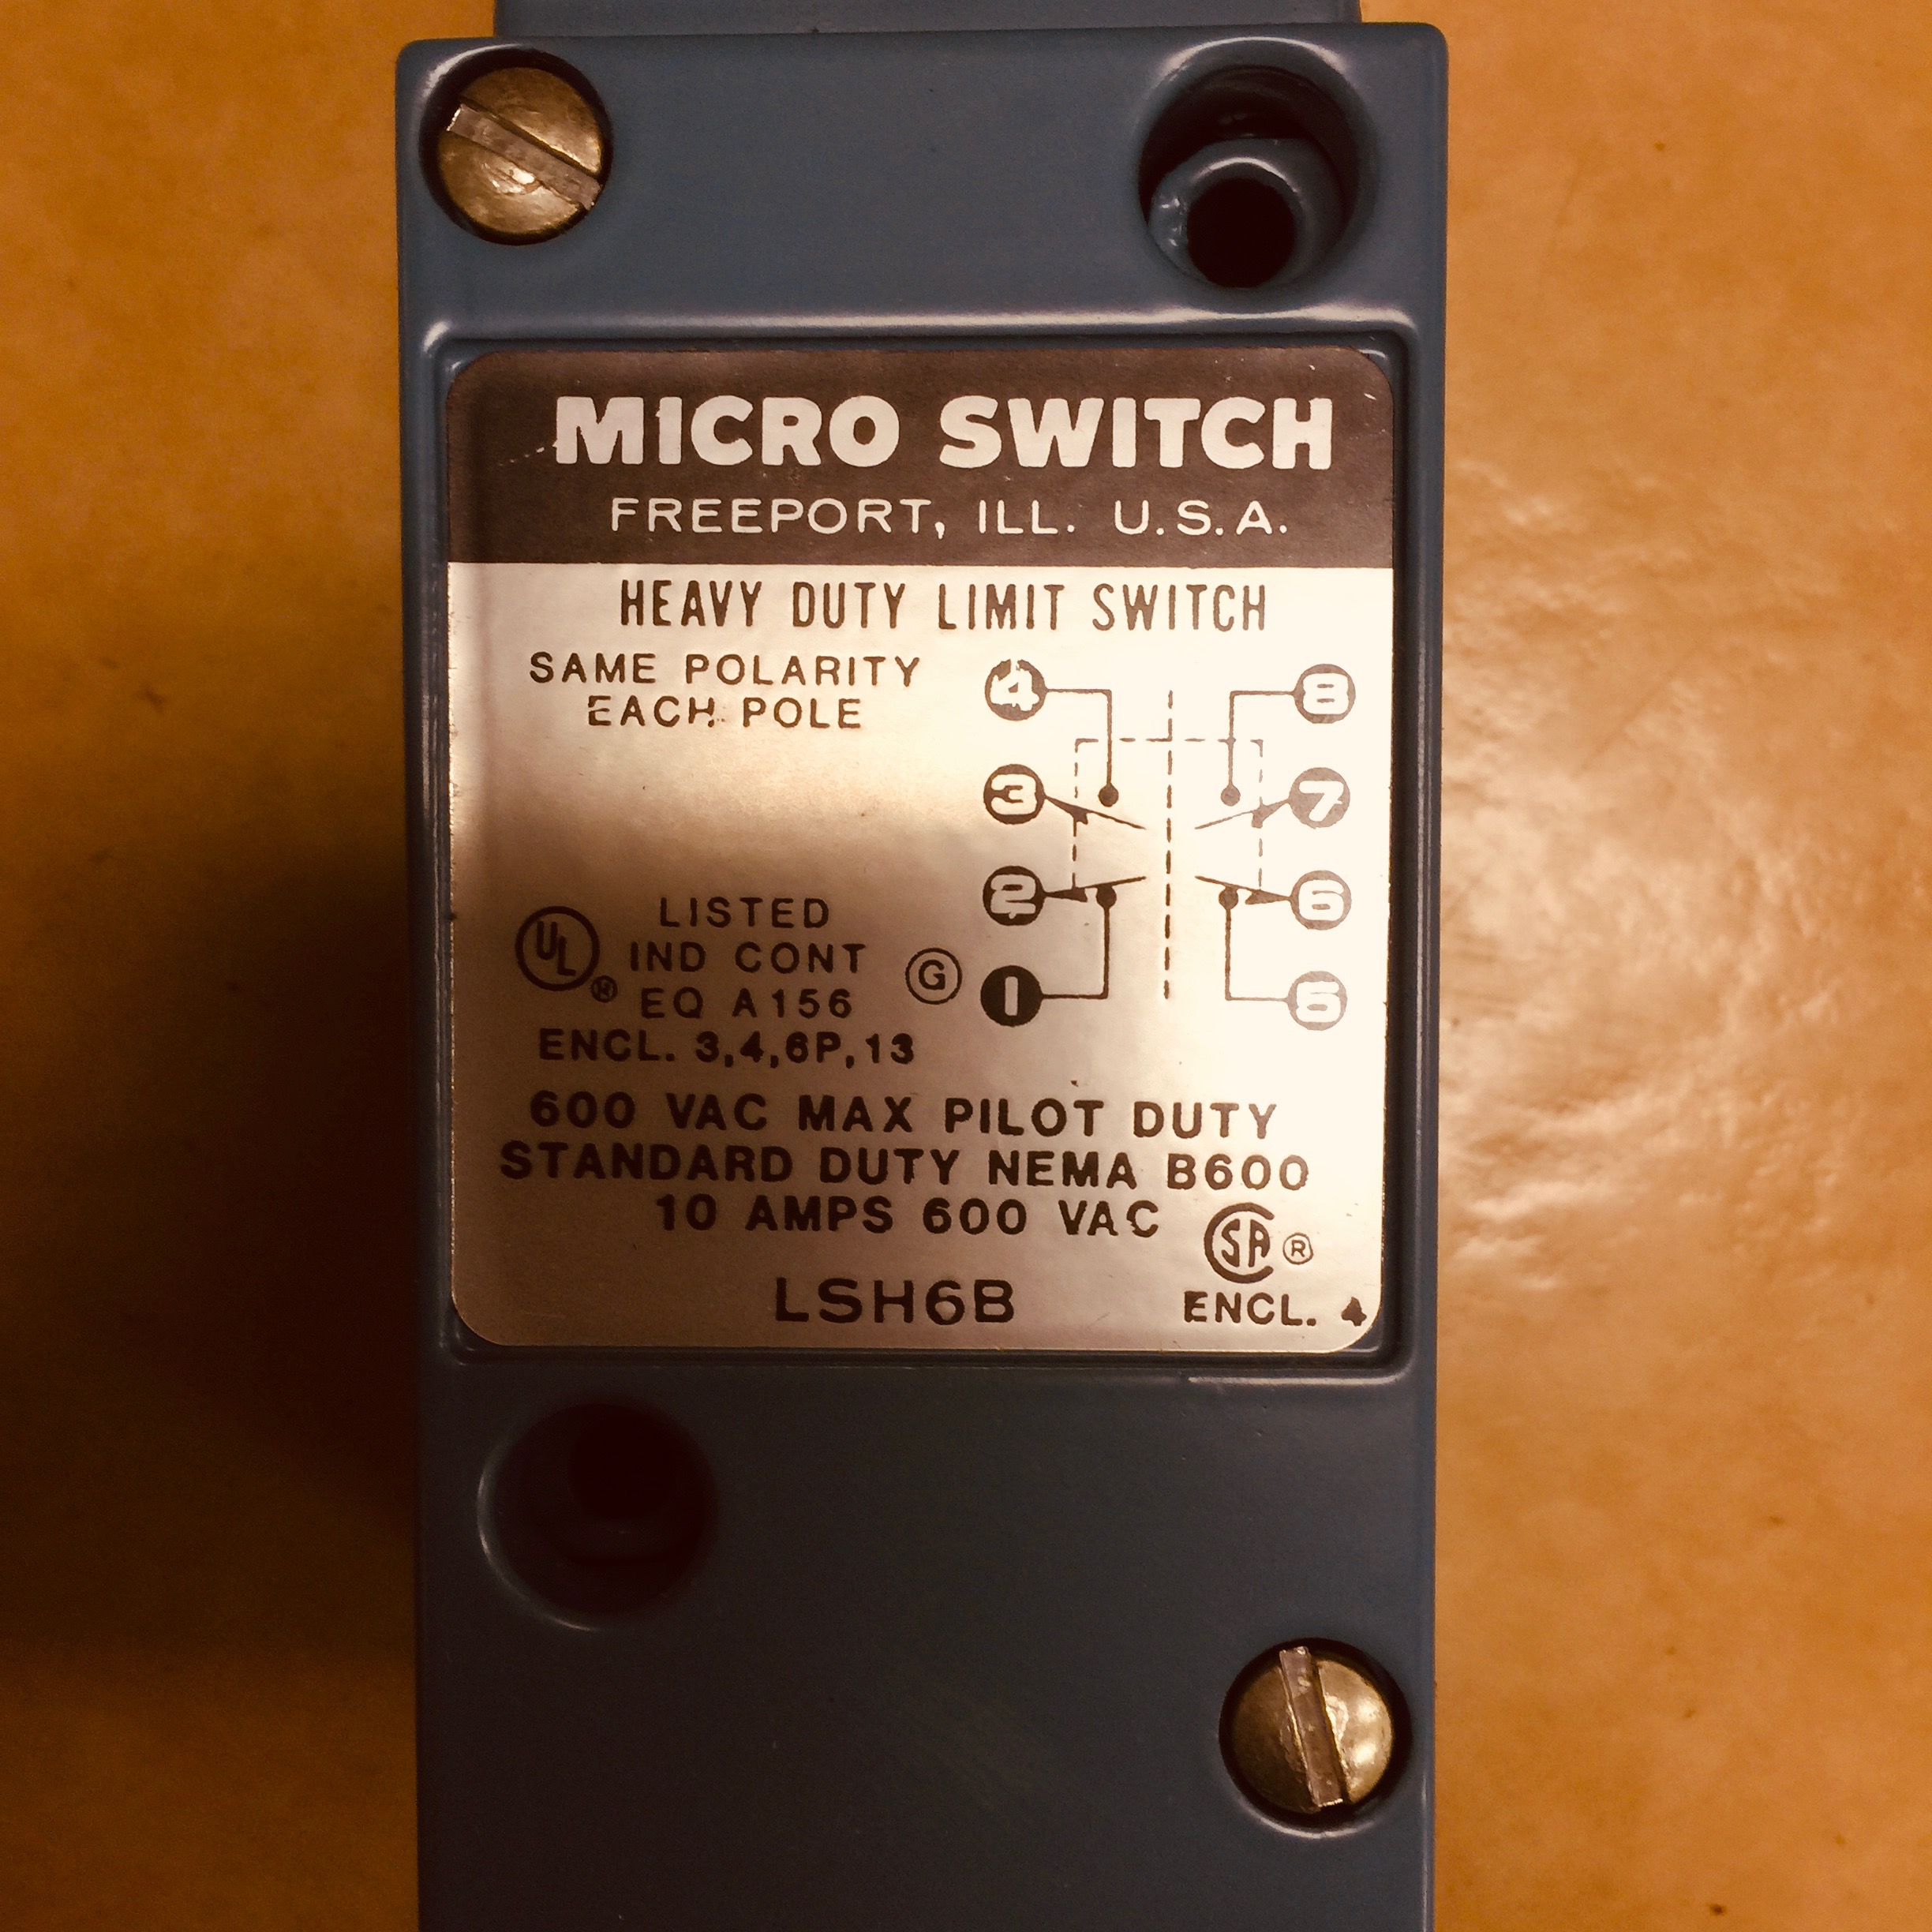 MICRO SWITCH
FREEPORT, ILL. U.S.A.
HEAVY DUTY LIMIT SWITCH
SAME POLARITY
EACH POLE
4 8
3 7
2 6
1 5
UL ® LISTED
IND CONT
EQ A156
G
ENCL. 3,4,6P,13
600 VAC MAX PILOT DUTY
STANDARD DUTY NEMA B600
10 AMPS 600 VAC
SA ®
LSH6B
ENCL. 4